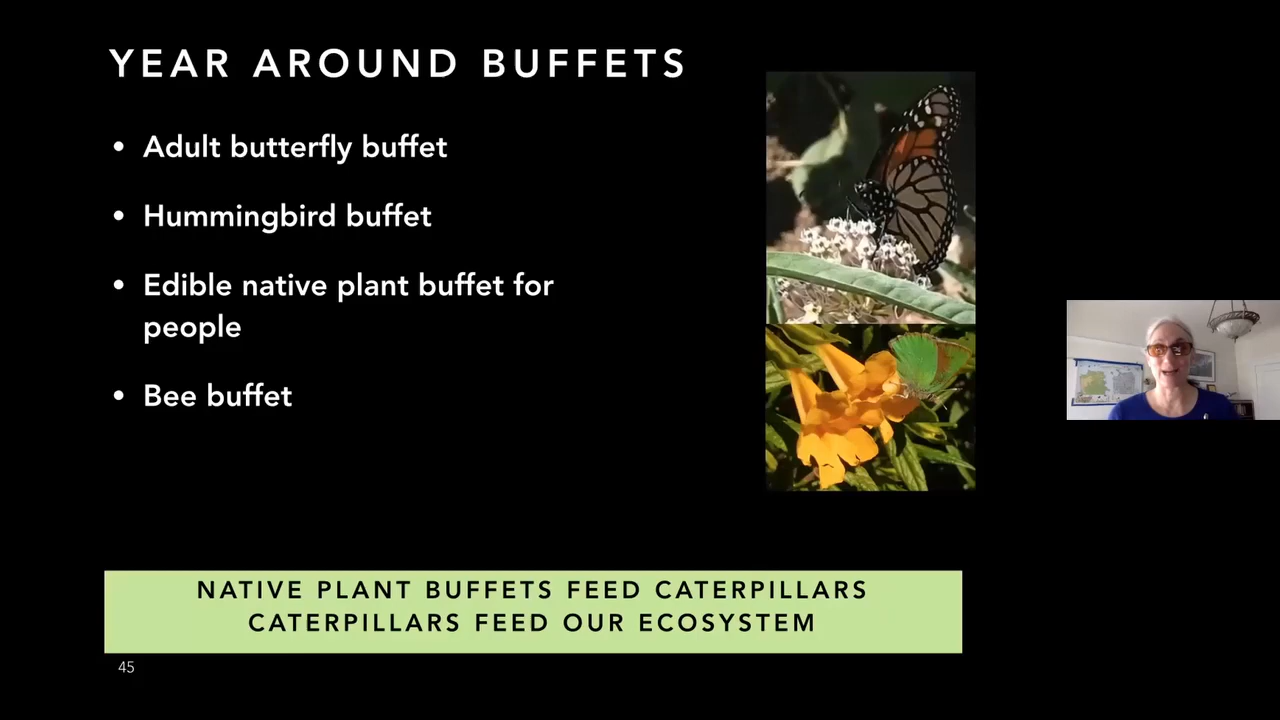 YEAR AROUND BUFFETS
• Adult butterfly buffet
• Hummingbird buffet
• Edible native plant buffet for
people
• Bee buffet
NATIVE PLANT BUFFETS FEED CATERPILLARS
CATERPILLARS FEED OUR ECOSYSTEM
45